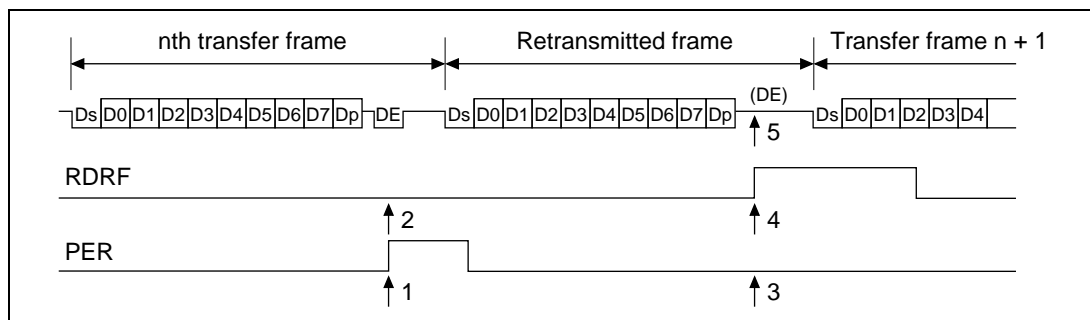 nth transfer frame Retransmitted frame Transfer frame n + 1
(DE)
Ds D0 D1 D2 D3 D4 D5 D6 D7 Dp DE Ds D0 D1 D2 D3 D4 D5 D6 D7 Dp Ds D0 D1 D2 D3 D4
5
RDRF
2 4
PER
1 3